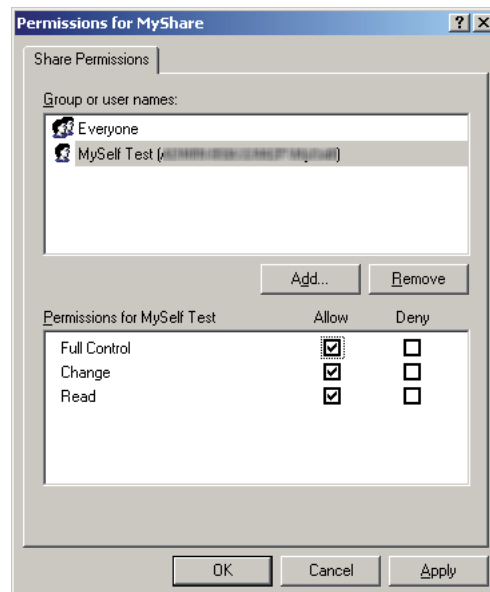 Permissions for MyShare
Share Permissions
Group or user names:
Everyone
MySelf Test (
Add... Remove
Permissions for MySelf Test Allow Deny
Full Control
Change
Read
OK Cancel Apply